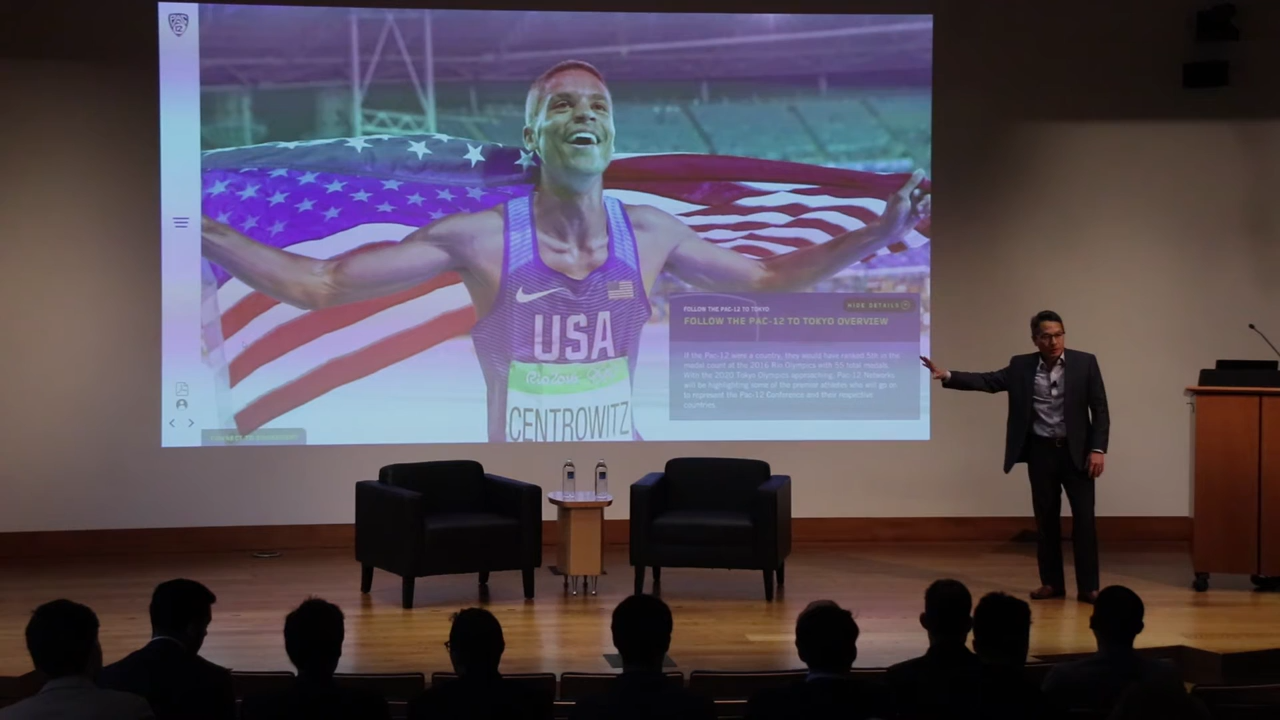 PAC
12
USA
Rio2016
CENTROWITZ
HIDE DETAILS
FOLLOW THE PAC-12 TO TOKYO
FOLLOW THE PAC-12 TO TOKYO OVERVIEW
If the Pac-12 were a country, they would have ranked 5th in the
medal count at the 2016 Rio Olympics with 55 total medals.
With the 2020 Tokyo Olympics approaching, Pac-12 Networks
will be highlighting some of the premier athletes who will go on
to represent the Pac-12 Conference and their respective
countries.